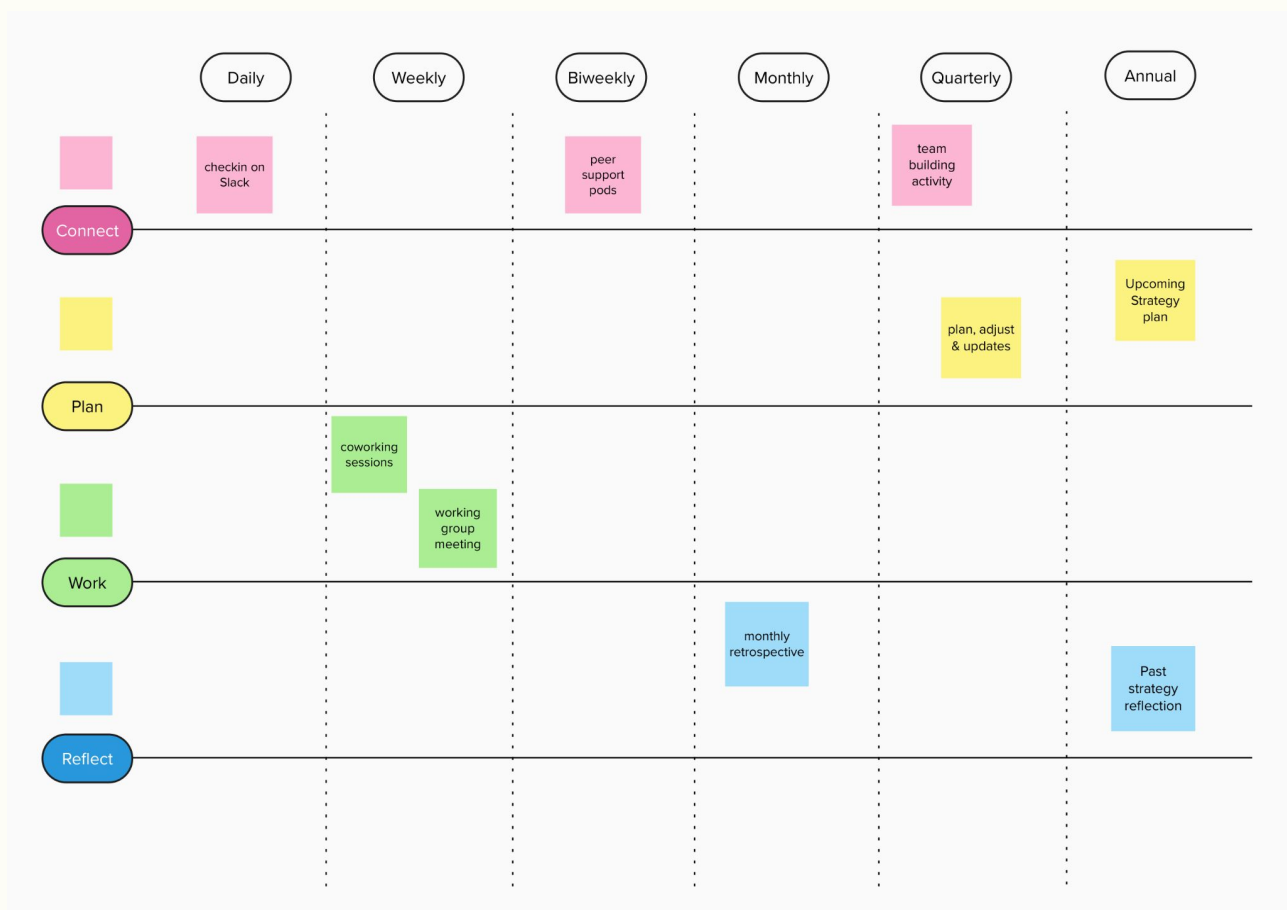 Daily
Weekly
Biweekly
Monthly
Quarterly
Annual
checkin on
Slack
peer
support
pods
team
building
activity
Connect
Upcoming
Strategy
plan
plan, adjust
& updates
Plan
coworking
sessions
working
group
meeting
Work
monthly
retrospective
Past
strategy
reflection
Reflect